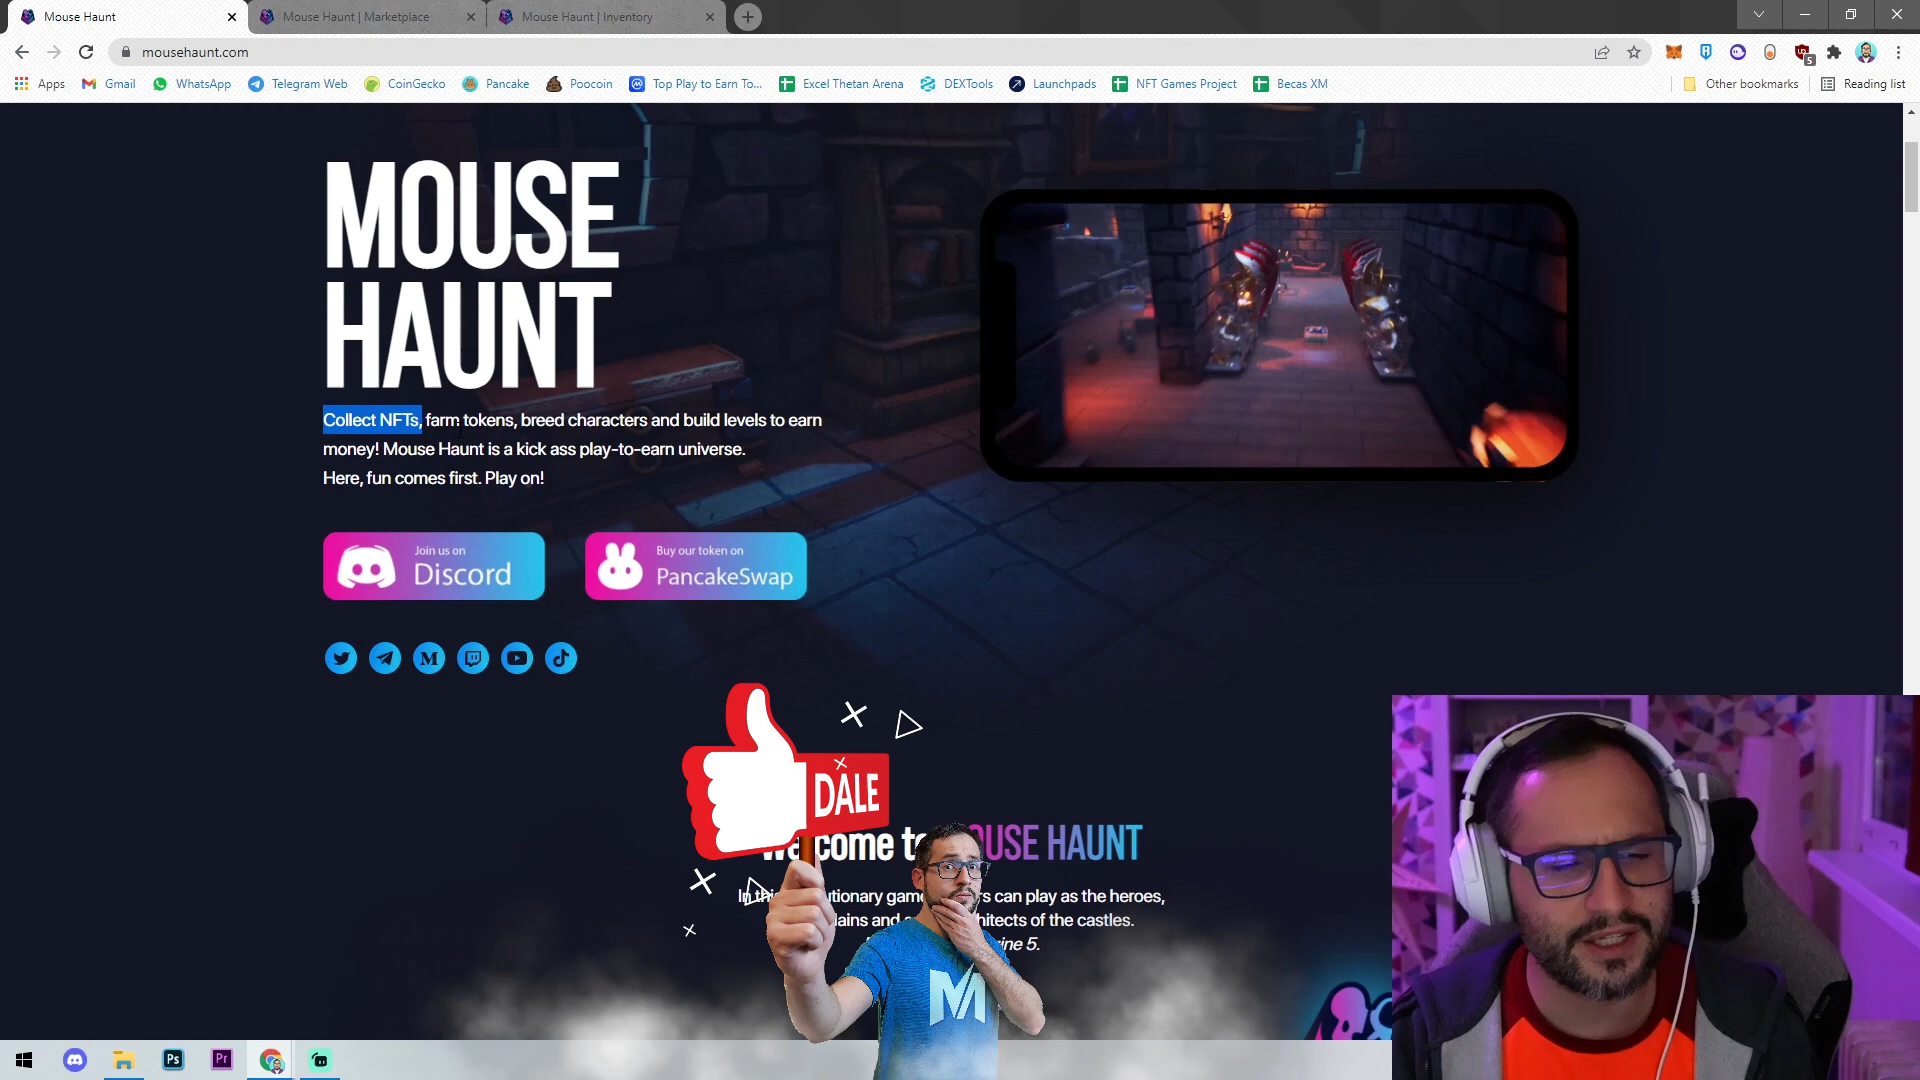 Mouse Haunt
Mouse Haunt | Marketplace
Mouse Haunt | Inventory
mousehaunt.com
5
Apps
Gmail
WhatsApp
Telegram Web
CoinGecko
Pancake
Poocoin
Top Play to Earn To...
Excel Thetan Arena
DEXTools
Launchpads
NFT Games Project
Becas XM
Other bookmarks
Reading list
MOUSE
HAUNT
Collect NFTs, farm tokens, breed characters and build levels to earn
money! Mouse Haunt is a kick ass play-to-earn universe.
Here, fun comes first. Play on!
Join us on
Discord
Buy our token on
PancakeSwap
DALE
HAUNT
can play as the heroes,
of the castles.
5.
Ps
Pr